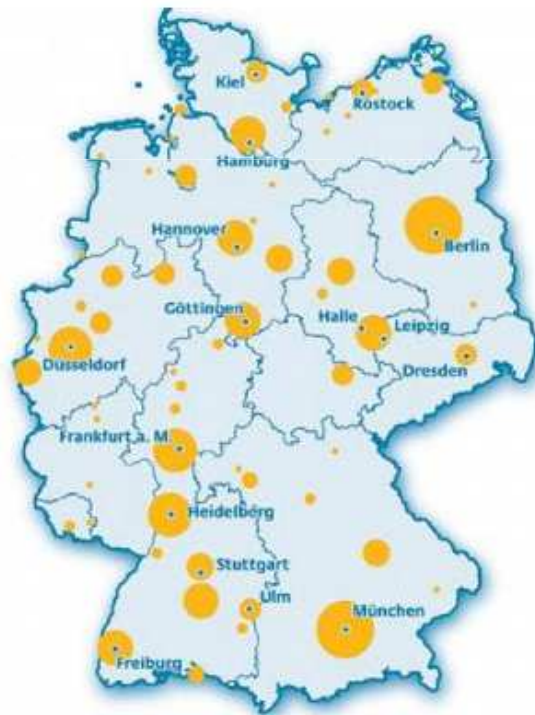 Kiel
Rostock
Hamburg
Hannover
Berlin
Göttingen
Halle
Leipzig
Düsseldorf
Dresden
Frankfurt a. M.
Heidelberg
Stuttgart
Ulm
München
Freiburg